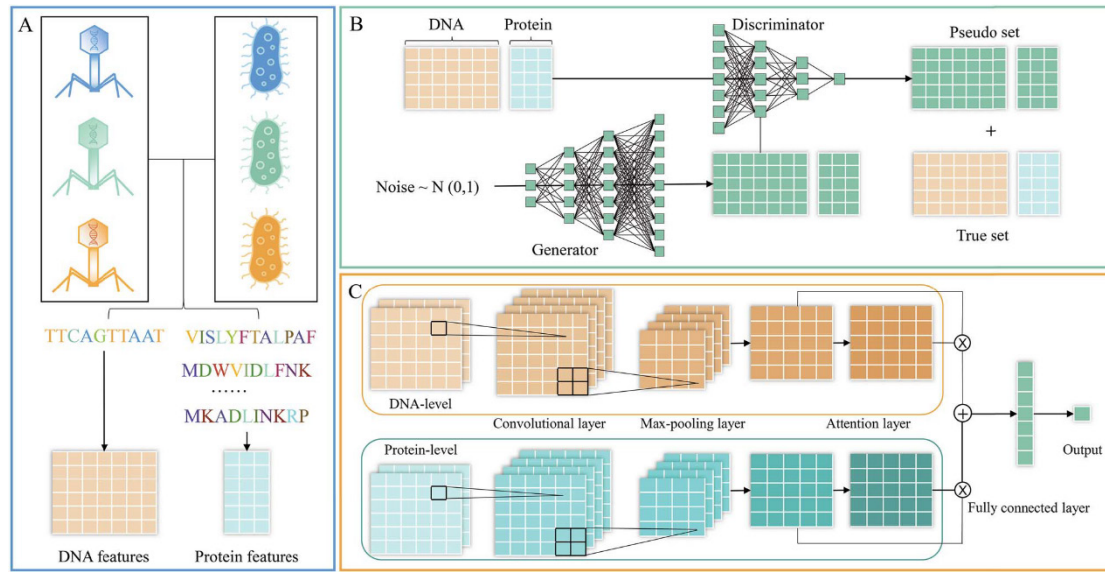 A
TTCAGTTAAT
VISLYFTALPAF
MDWVIDLFNK
......
MKADLINKRP
DNA features
Protein features
B
DNA
Protein
Discriminator
Pseudo set
+
Noise ~ N (0,1)
Generator
True set
C
DNA-level
Convolutional layer
Max-pooling layer
Attention layer
Protein-level
Output
Fully connected layer